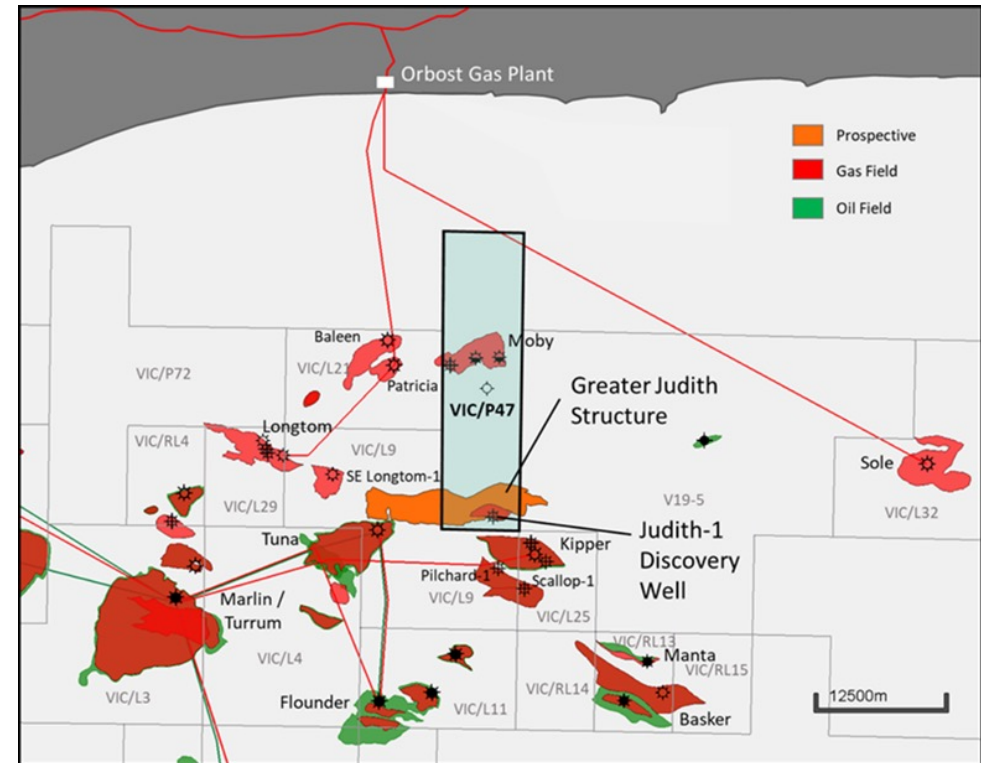 Orbost Gas Plant
Prospective
Gas Field
Oil Field
Baleen
Moby
VIC/P72
VIC/L21
Patricia
Greater Judith
Structure
VIC/P47
Longtom
VIC/RL4
VIC/L9
Sole
SE Longtom-1
V19-5
VIC/L29
VIC/L32
Judith-1
Discovery
Well
Tuna
Kipper
Pilchard-1
Scallop-1
VIC/L9
Marlin /
Turrum
VIC/L25
VIC/RL13
Manta
VIC/L4
VIC/RL15
VIC/L3
VIC/RL14
12500m
Flounder
VIC/L11
Basker